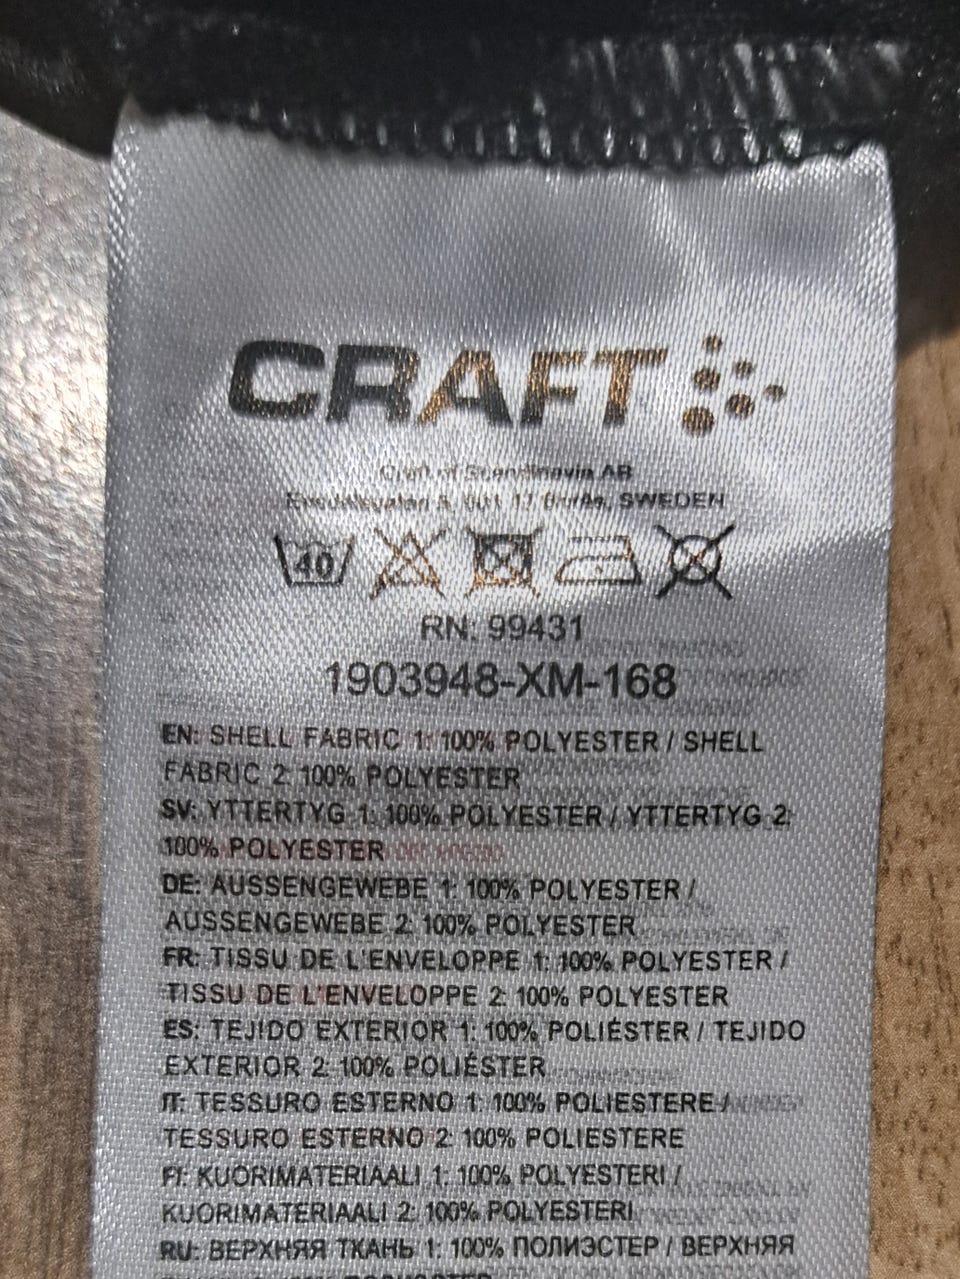 CRAFT
Craft of Scandinavia AB
SWEDEN
40
RN: 99431
1903948-XM-168
EN: SHELL FABRIC 1: 100% POLYESTER / SHELL
FABRIC 2: 100% POLYESTER
SV: YTTERTYG 1: 100% POLYESTER / YTTERTYG 2:
100% POLYESTER
DE: AUSSENGEWEBE 1: 100% POLYESTER /
AUSSENGEWEBE 2: 100% POLYESTER
FR: TISSU DE L'ENVELOPPE 1: 100% POLYESTER /
TISSU DE L'ENVELOPPE 2: 100% POLYESTER
ES: TEJIDO EXTERIOR 1: 100% POLIÉSTER / TEJIDO
EXTERIOR 2: 100% POLIÉSTER
IT: TESSURO ESTERNO 1: 100% POLIESTERE /
TESSURO ESTERNO 2: 100% POLIESTERE
FI: KUORIMATERIAALI 1: 100% POLYESTERI /
KUORIMATERIAALI 2: 100% POLYESTERI
RU: ВЕРХНЯЯ ТКАНЬ 1: 100% ПОЛИЭСТЕР / ВЕРХНЯЯ